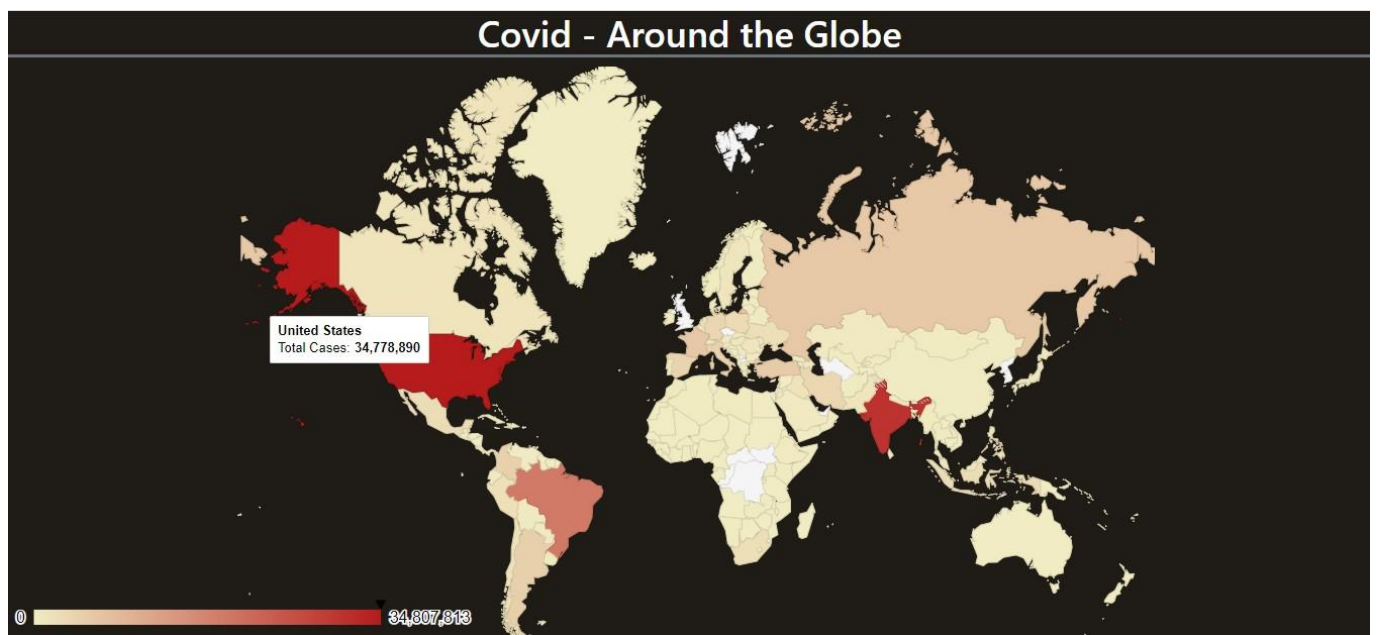 Covid - Around the Globe
United States
Total Cases: 34,778,890
0 34,807,813